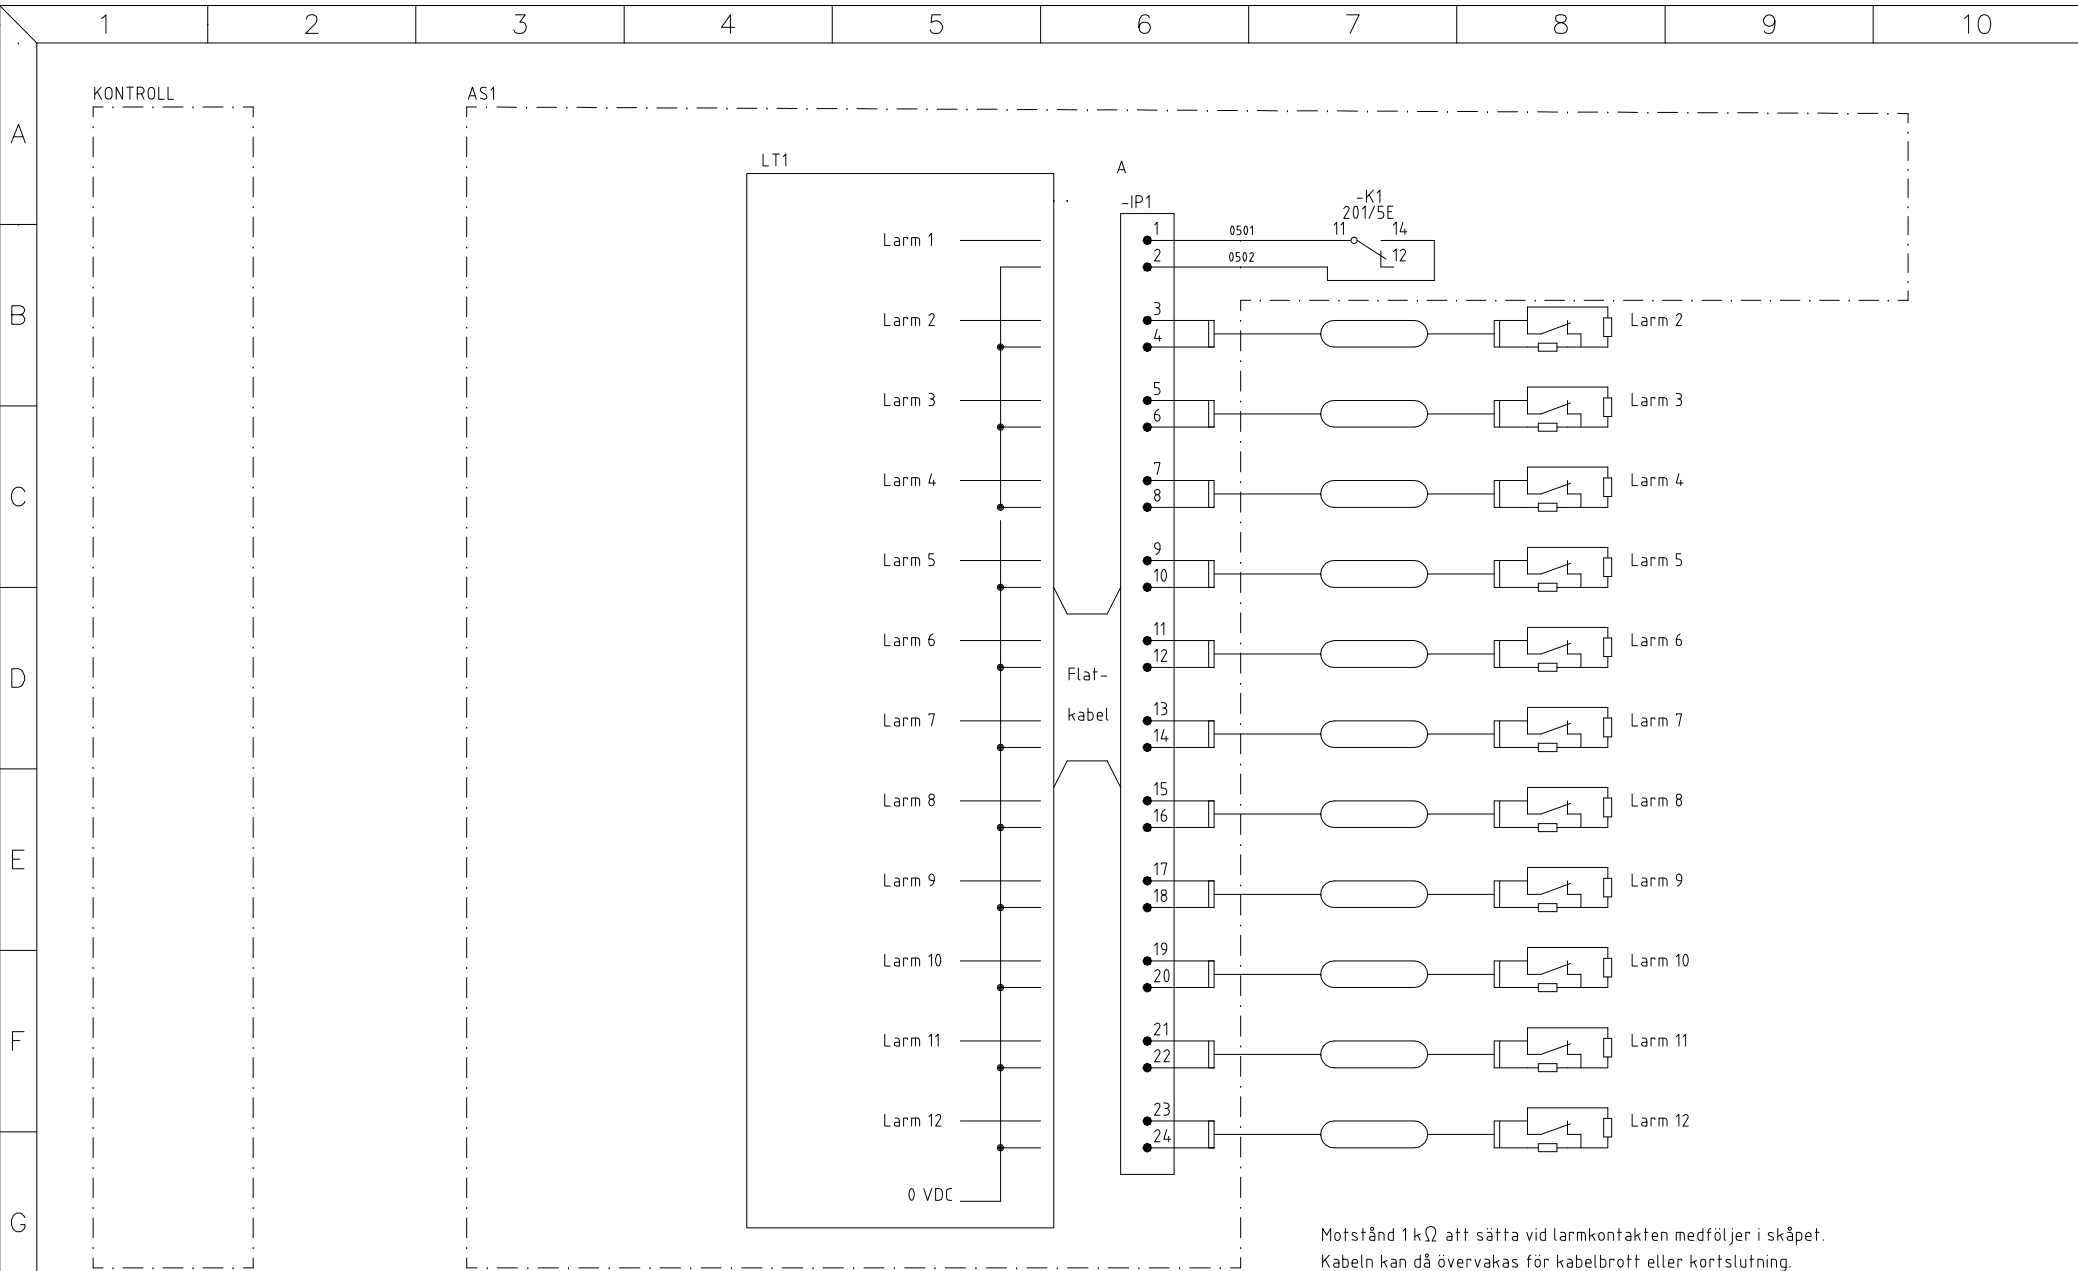 1 2 3 4 5 6 7 8 9 10
KONTROLL
AS1
A
LT1
A
-IP1
-K1
201/5E
Larm 1
1
0501
11
14
2
0502
12
B
Larm 2
3
4
Larm 2
Larm 3
5
6
Larm 3
C
Larm 4
7
8
Larm 4
Larm 5
9
10
Larm 5
Larm 6
11
12
Larm 6
D
Flat-
kabel
Larm 7
13
14
Larm 7
Larm 8
15
16
Larm 8
E
Larm 9
17
18
Larm 9
Larm 10
19
20
Larm 10
F
Larm 11
21
22
Larm 11
Larm 12
23
24
Larm 12
0 VDC
G
Motstånd 1 kΩ att sätta vid larmkontakten medföljer i skåpet.
Kabeln kan då övervakas för kabelbrott eller kortslutning.